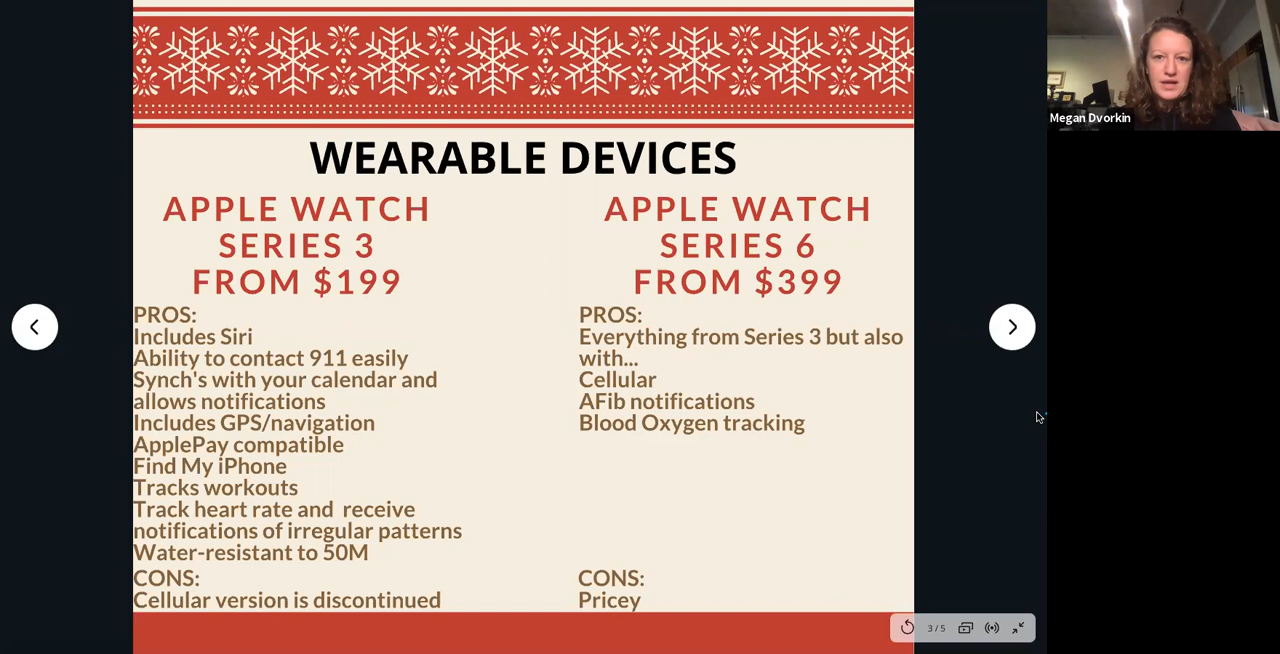 WEARABLE DEVICES
APPLE WATCH
SERIES 3
FROM $199
PROS:
Includes Siri
Ability to contact 911 easily
Synch's with your calendar and
allows notifications
Includes GPS/navigation
ApplePay compatible
Find My iPhone
Tracks workouts
Track heart rate and  receive
notifications of irregular patterns
Water-resistant to 50M
CONS:
Cellular version is discontinued
APPLE WATCH
SERIES 6
FROM $399
PROS:
Everything from Series 3 but also
with...
Cellular
AFib notifications
Blood Oxygen tracking
CONS:
Pricey
Megan Dvorkin
3 / 5